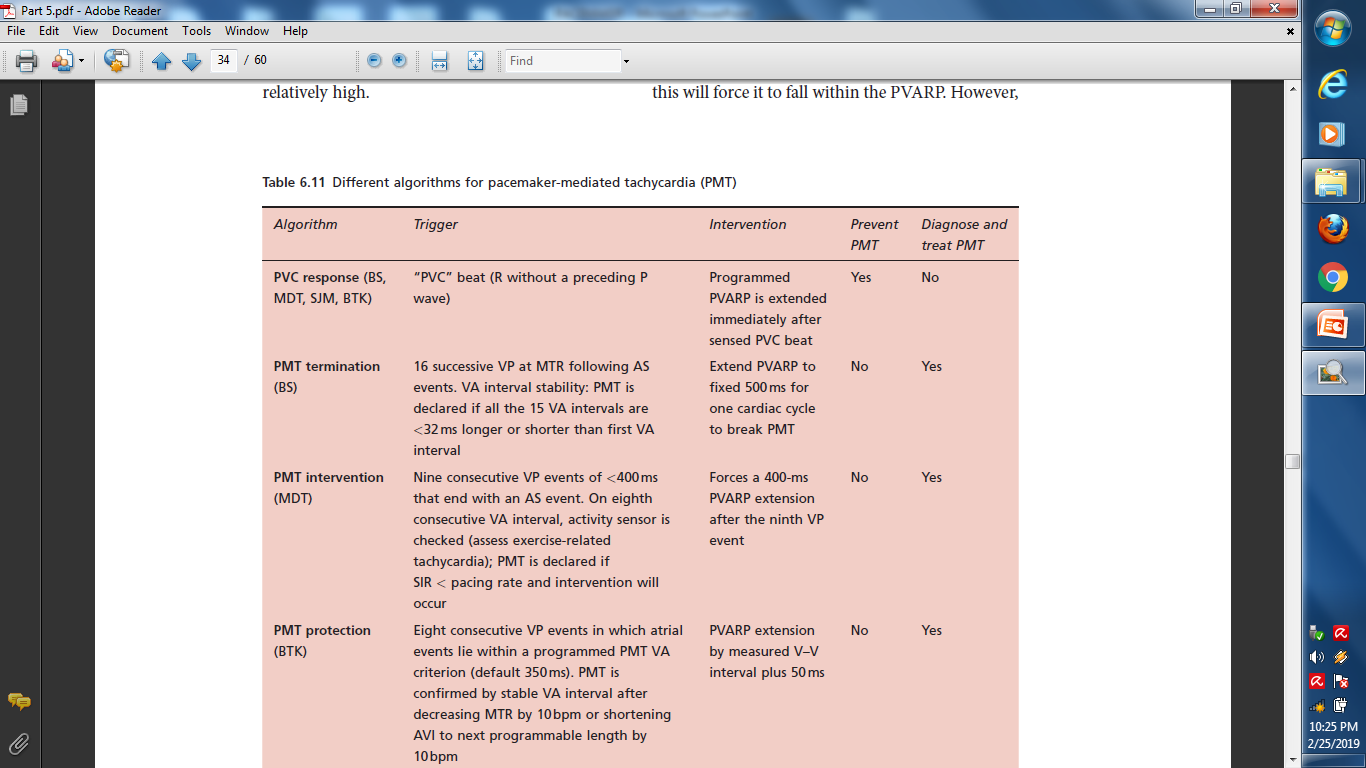 Part 5.pdf - Adobe Reader
File Edit View Document Tools Window Help
34 / 60
Find
relatively high.
this will force it to fall within the PVARP. However,
Table 6.11 Different algorithms for pacemaker-mediated tachycardia (PMT)
Algorithm Trigger Intervention Prevent Diagnose and
PMT treat PMT
PVC response (BS, "PVC" beat (R without a preceding P Programmed Yes No
MDT, SJM, BTK) wave) PVARP is extended
immediately after
sensed PVC beat
PMT termination 16 successive VP at MTR following AS Extend PVARP to No Yes
(BS) events. VA interval stability: PMT is fixed 500 ms for
declared if all the 15 VA intervals are one cardiac cycle
<32 ms longer or shorter than first VA to break PMT
interval
PMT intervention Nine consecutive VP events of <400 ms Forces a 400-ms No Yes
(MDT) that end with an AS event. On eighth PVARP extension
consecutive VA interval, activity sensor is after the ninth VP
checked (assess exercise-related event
tachycardia); PMT is declared if
SIR < pacing rate and intervention will
occur
PMT protection Eight consecutive VP events in which atrial PVARP extension No Yes
(BTK) events lie within a programmed PMT VA by measured V–V
criterion (default 350 ms). PMT is interval plus 50 ms
confirmed by stable VA interval after
decreasing MTR by 10 bpm or shortening
AVI to next programmable length by
10 bpm
10:25 PM
2/25/2019